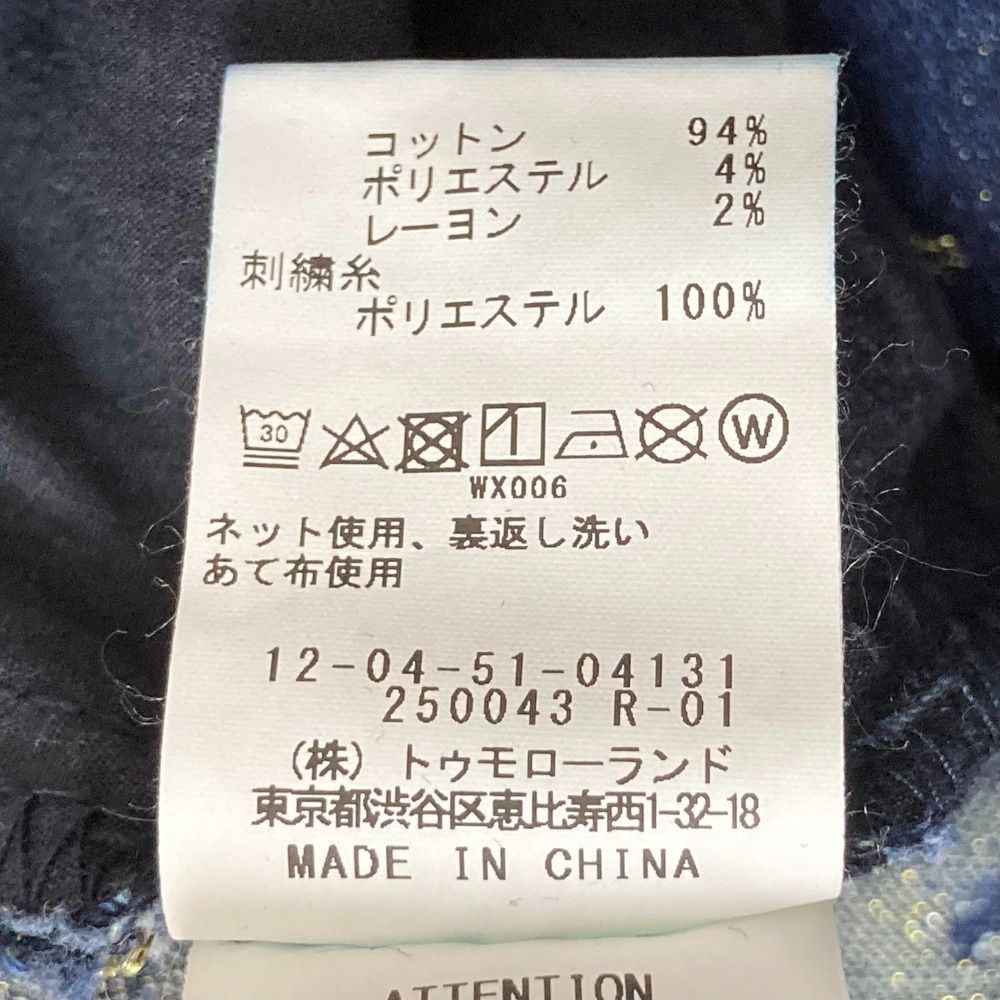 コットン 94%
ポリエステル 4%
レーヨン 2%
刺繍糸
ポリエステル 100%
30 W
WX006
ネット使用、裏返し洗い
あて布使用
12-04-51-04131
250043 R-01
(株) トゥモローランド
東京都渋谷区恵比寿西1-32-18
MADE IN CHINA
ATTENTION